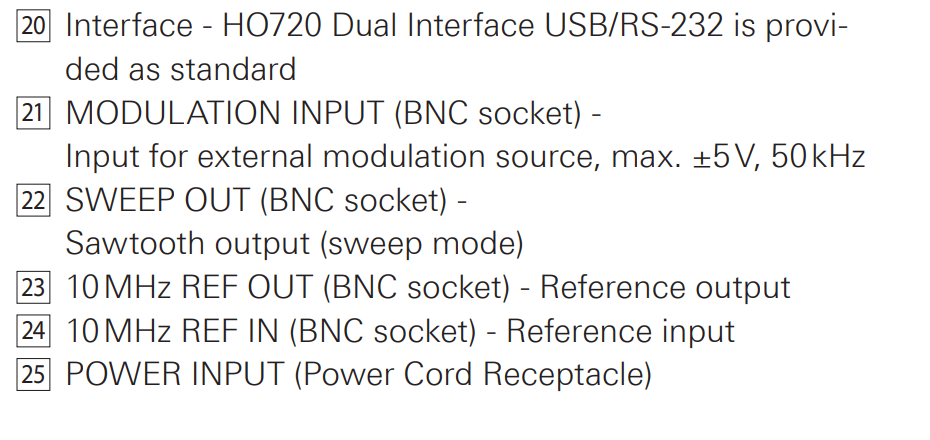 20 Interface - HO720 Dual Interface USB/RS-232 is provi-
ded as standard
21 MODULATION INPUT (BNC socket) -
Input for external modulation source, max. ±5V, 50kHz
22 SWEEP OUT (BNC socket) -
Sawtooth output (sweep mode)
23 10MHz REF OUT (BNC socket) - Reference output
24 10MHz REF IN (BNC socket) - Reference input
25 POWER INPUT (Power Cord Receptacle)